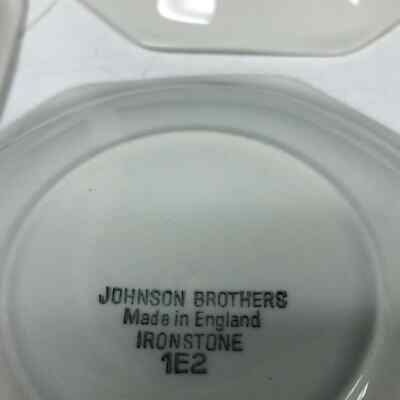 JOHNSON BROTHERS
Made in England
IRONSTONE
1E2